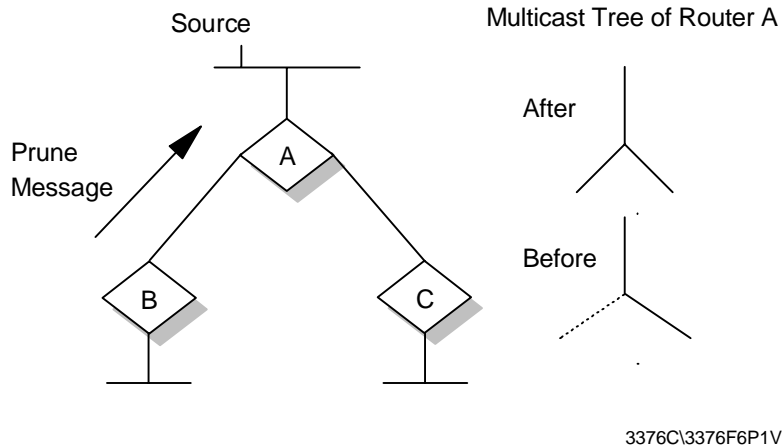 Source
Multicast Tree of Router A
After
Prune
Message
A
Before
B
C
3376C\3376F6P1V